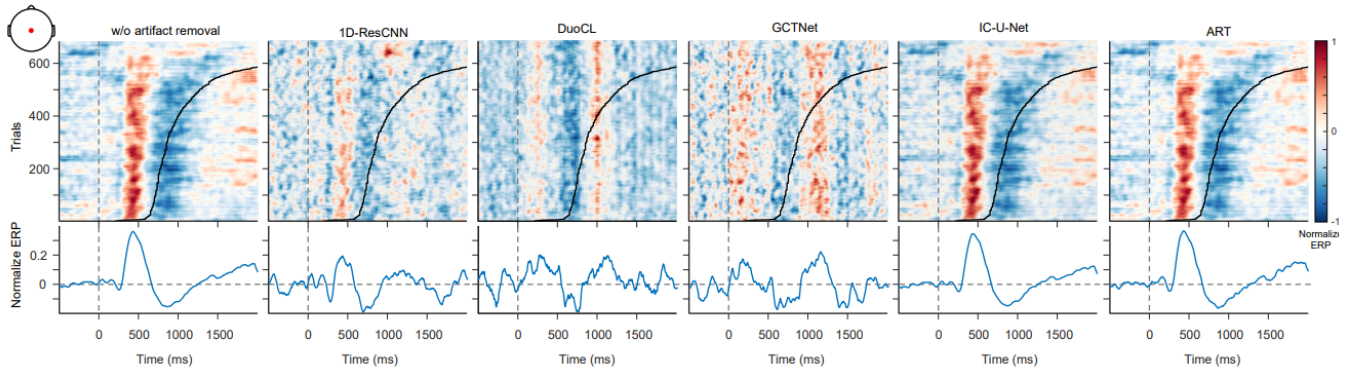 w/o artifact removal
1D-ResCNN
DuoCL
GCTNet
IC-U-Net
ART
Trials
600
400
200
1
0
-1
Normalize
ERP
Normalize ERP
0.2
0
0 500 1000 1500
0 500 1000 1500
0 500 1000 1500
0 500 1000 1500
0 500 1000 1500
0 500 1000 1500
Time (ms)
Time (ms)
Time (ms)
Time (ms)
Time (ms)
Time (ms)